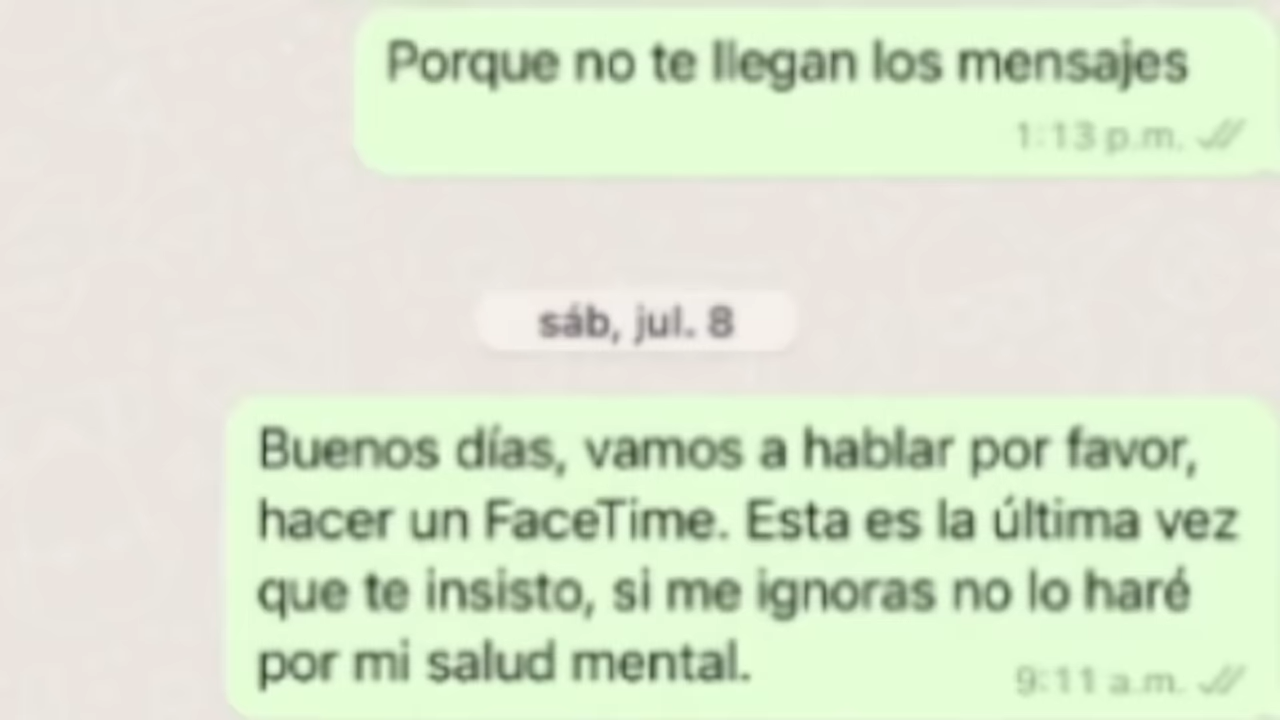 Porque no te llegan los mensajes
1:13 p.m.
sáb, jul. 8
Buenos días, vamos a hablar por favor,
hacer un FaceTime. Esta es la última vez
que te insisto, si me ignoras no lo haré
por mi salud mental.
9:11 a.m.